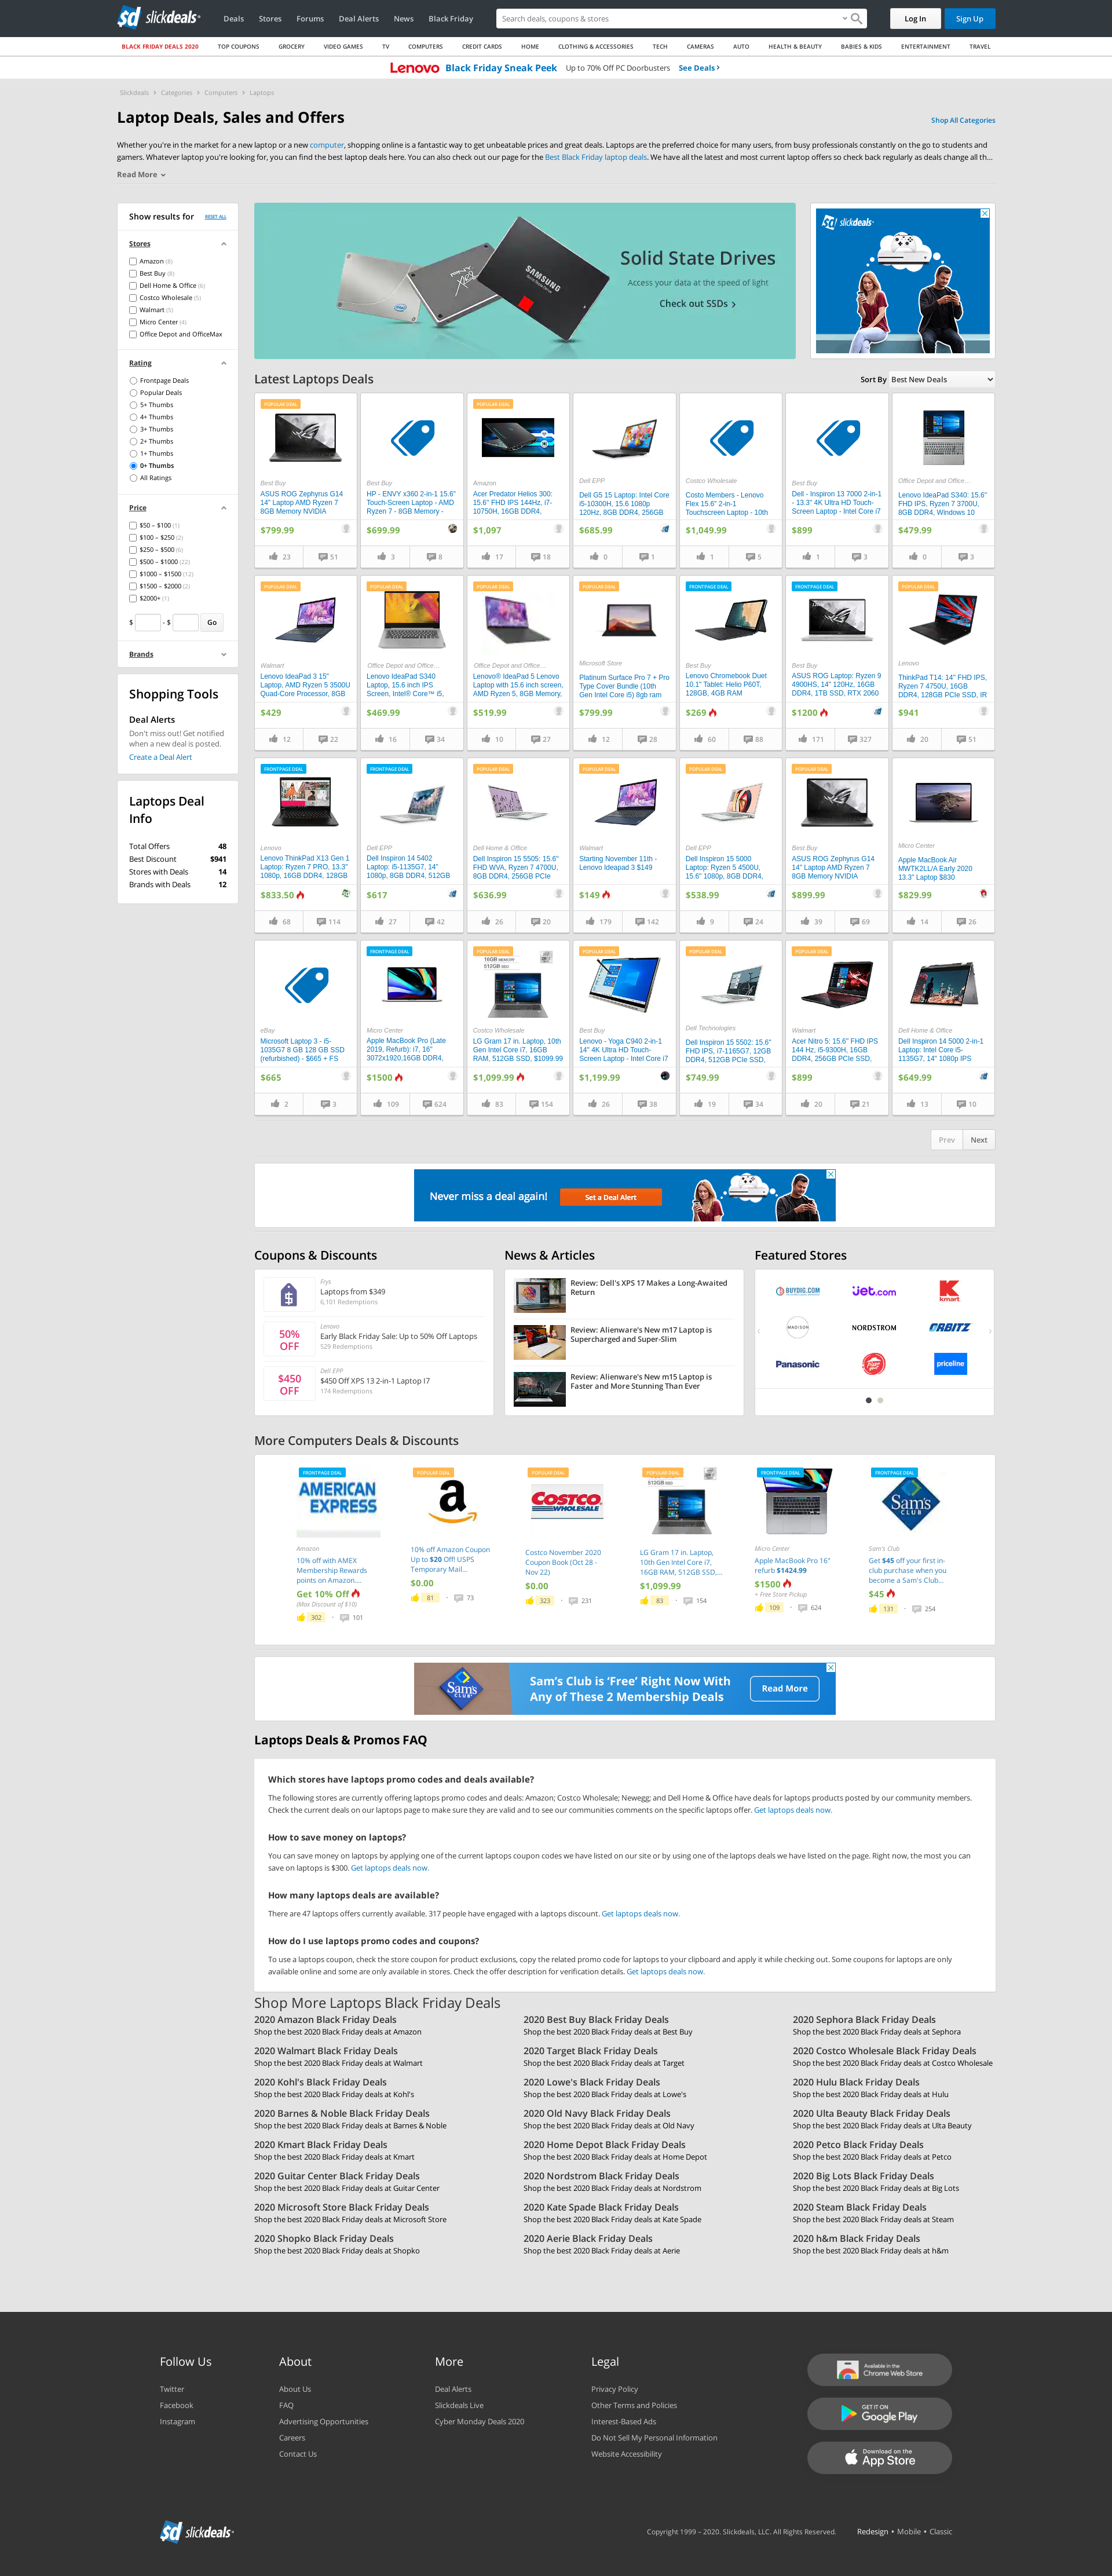 sd slickdeals
Deals Stores Forums Deal Alerts News Black Friday
Search deals, coupons & stores
Log In Sign Up
BLACK FRIDAY DEALS 2020 TOP COUPONS GROCERY VIDEO GAMES TV COMPUTERS CREDIT CARDS HOME CLOTHING & ACCESSORIES TECH CAMERAS AUTO HEALTH & BEAUTY BABIES & KIDS ENTERTAINMENT TRAVEL
Lenovo Black Friday Sneak Peek Up to 70% Off PC Doorbusters See Deals
Slickdeals Categories Computers Laptops
Laptop Deals, Sales and Offers
Shop All Categories
Whether you're in the market for a new laptop or a new computer, shopping online is a fantastic way to get unbeatable prices and great deals. Laptops are the preferred choice for many users, from busy professionals constantly on the go to students and
gamers. Whatever laptop you're looking for, you can find the best laptop deals here. You can also check out our page for the Best Black Friday laptop deals. We have all the latest and most current laptop offers so check back regularly as deals change all th...
Read More
Show results for RESET ALL
Stores
Amazon (8)
Best Buy (8)
Dell Home & Office (6)
Costco Wholesale (5)
Walmart (5)
Micro Center (4)
Office Depot and OfficeMax
Rating
Frontpage Deals
Popular Deals
5+ Thumbs
4+ Thumbs
3+ Thumbs
2+ Thumbs
1+ Thumbs
0+ Thumbs
All Ratings
Price
$50 – $100 (1)
$100 – $250 (2)
$250 – $500 (6)
$500 – $1000 (22)
$1000 – $1500 (12)
$1500 – $2000 (2)
$2000+ (1)
$ - $ Go
Brands
Shopping Tools
Deal Alerts
Don't miss out! Get notified
when a new deal is posted.
Create a Deal Alert
Laptops Deal
Info
Total Offers 48
Best Discount $941
Stores with Deals 14
Brands with Deals 12
SAMSUNG
Solid State Drives
Access your data at the speed of light
Check out SSDs
slickdeals
Latest Laptops Deals
Sort By Best New Deals
POPULAR DEAL
Best Buy
ASUS ROG Zephyrus G14
14" Laptop AMD Ryzen 7
8GB Memory NVIDIA
$799.99
23 51
Best Buy
HP - ENVY x360 2-in-1 15.6"
Touch-Screen Laptop - AMD
Ryzen 7 - 8GB Memory -
$699.99
3 8
POPULAR DEAL
Amazon
Acer Predator Helios 300:
15.6" FHD IPS 144Hz, i7-
10750H, 16GB DDR4,
$1,097
17 18
Dell EPP
Dell G5 15 Laptop: Intel Core
i5-10300H, 15.6 1080p
120Hz, 8GB DDR4, 256GB
$685.99
0 1
Costco Wholesale
Costo Members - Lenovo
Flex 15.6" 2-in-1
Touchscreen Laptop - 10th
$1,049.99
1 5
Best Buy
Dell - Inspiron 13 7000 2-in-1
- 13.3" 4K Ultra HD Touch-
Screen Laptop - Intel Core i7
$899
1 3
Office Depot and Office...
Lenovo IdeaPad S340: 15.6"
FHD IPS, Ryzen 7 3700U,
8GB DDR4, Windows 10
$479.99
0 3
POPULAR DEAL
Walmart
Lenovo IdeaPad 3 15"
Laptop, AMD Ryzen 5 3500U
Quad-Core Processor, 8GB
$429
12 22
POPULAR DEAL
Office Depot and Office...
Lenovo IdeaPad S340
Laptop, 15.6 inch IPS
Screen, Intel® Core™ i5,
$469.99
16 34
POPULAR DEAL
Office Depot and Office...
Lenovo® IdeaPad 5 Lenovo
Laptop with 15.6 inch screen,
AMD Ryzen 5, 8GB Memory,
$519.99
10 27
POPULAR DEAL
Microsoft Store
Platinum Surface Pro 7 + Pro
Type Cover Bundle (10th
Gen Intel Core i5) 8gb ram
$799.99
12 28
FRONTPAGE DEAL
Best Buy
Lenovo Chromebook Duet
10.1" Tablet: Helio P60T,
128GB, 4GB RAM
$269
60 88
FRONTPAGE DEAL
Best Buy
ASUS ROG Laptop: Ryzen 9
4900HS, 14" 120Hz, 16GB
DDR4, 1TB SSD, RTX 2060
$1200
171 327
POPULAR DEAL
Lenovo
ThinkPad T14: 14" FHD IPS,
Ryzen 7 4750U, 16GB
DDR4, 128GB PCIe SSD, IR
$941
20 51
FRONTPAGE DEAL
Lenovo
Lenovo ThinkPad X13 Gen 1
Laptop: Ryzen 7 PRO, 13.3"
1080p, 16GB DDR4, 128GB
$833.50
68 114
FRONTPAGE DEAL
Dell EPP
Dell Inspiron 14 5402
Laptop: i5-1135G7, 14"
1080p, 8GB DDR4, 512GB
$617
27 42
POPULAR DEAL
Dell Home & Office
Dell Inspiron 15 5505: 15.6"
FHD WVA, Ryzen 7 4700U,
8GB DDR4, 256GB PCIe
$636.99
26 20
POPULAR DEAL
Walmart
Starting November 11th -
Lenovo Ideapad 3 $149
$149
179 142
POPULAR DEAL
Dell EPP
Dell Inspiron 15 5000
Laptop: Ryzen 5 4500U,
15.6" 1080p, 8GB DDR4,
$538.99
9 24
POPULAR DEAL
Best Buy
ASUS ROG Zephyrus G14
14" Laptop AMD Ryzen 7
8GB Memory NVIDIA
$899.99
39 69
Micro Center
Apple MacBook Air
MWTK2LL/A Early 2020
13.3" Laptop $830
$829.99
14 26
eBay
Microsoft Laptop 3 - i5-
1035G7 8 GB 128 GB SSD
(refurbished) - $665 + FS
$665
2 3
FRONTPAGE DEAL
Micro Center
Apple MacBook Pro (Late
2019, Refurb): i7, 16"
3072x1920,16GB DDR4,
$1500
109 624
POPULAR DEAL
16GB MEMORY
512GB SSD
Costco Wholesale
LG Gram 17 in. Laptop, 10th
Gen Intel Core i7, 16GB
RAM, 512GB SSD, $1099.99
$1,099.99
83 154
POPULAR DEAL
Best Buy
Lenovo - Yoga C940 2-in-1
14" 4K Ultra HD Touch-
Screen Laptop - Intel Core i7
$1,199.99
26 38
POPULAR DEAL
Dell Technologies
Dell Inspiron 15 5502: 15.6"
FHD IPS, i7-1165G7, 12GB
DDR4, 512GB PCIe SSD,
$749.99
19 34
POPULAR DEAL
Walmart
Acer Nitro 5: 15.6" FHD IPS
144 Hz, i5-9300H, 16GB
DDR4, 256GB PCIe SSD,
$899
20 21
Dell Home & Office
Dell Inspiron 14 5000 2-in-1
Laptop: Intel Core i5-
1135G7, 14" 1080p IPS
$649.99
13 10
Prev Next
Never miss a deal again! Set a Deal Alert
Coupons & Discounts
Frys
Laptops from $349
6,101 Redemptions
50% OFF
Lenovo
Early Black Friday Sale: Up to 50% Off Laptops
529 Redemptions
$450 OFF
Dell EPP
$450 Off XPS 13 2-in-1 Laptop I7
174 Redemptions
News & Articles
Review: Dell's XPS 17 Makes a Long-Awaited
Return
Review: Alienware's New m17 Laptop is
Supercharged and Super-Slim
Review: Alienware's New m15 Laptop is
Faster and More Stunning Than Ever
Featured Stores
BUYDIG.COM jet.com kmart
MADISON NORDSTROM ORBITZ
Panasonic Pizza Hut priceline
More Computers Deals & Discounts
FRONTPAGE DEAL
AMERICAN
EXPRESS
Amazon
10% off with AMEX
Membership Rewards
points on Amazon....
Get 10% Off
(Max Discount of $10)
302 · 101
POPULAR DEAL
a
10% off Amazon Coupon
Up to $20 Off! USPS
Temporary Mail...
$0.00
81 · 73
POPULAR DEAL
COSTCO
WHOLESALE
Costco November 2020
Coupon Book (Oct 28 -
Nov 22)
$0.00
323 · 231
POPULAR DEAL
512GB SSD
LG Gram 17 in. Laptop,
10th Gen Intel Core i7,
16GB RAM, 512GB SSD,...
$1,099.99
83 · 154
FRONTPAGE DEAL
Micro Center
Apple MacBook Pro 16"
refurb $1424.99
$1500
+ Free Store Pickup
109 · 624
FRONTPAGE DEAL
Sam's CLUB
Sam's Club
Get $45 off your first in-
club purchase when you
become a Sam's Club...
$45
131 · 254
Sam's CLUB
Sam's Club is 'Free' Right Now With
Any of These 2 Membership Deals
Read More
Laptops Deals & Promos FAQ
Which stores have laptops promo codes and deals available?
The following stores are currently offering laptops promo codes and deals: Amazon; Costco Wholesale; Newegg; and Dell Home & Office have deals for laptops products posted by our community members.
Check the current deals on our laptops page to make sure they are valid and to see our communities comments on the specific laptops offer. Get laptops deals now.
How to save money on laptops?
You can save money on laptops by applying one of the current laptops coupon codes we have listed on our site or by using one of the laptops deals we have listed on the page. Right now, the most you can
save on laptops is $300. Get laptops deals now.
How many laptops deals are available?
There are 47 laptops offers currently available. 317 people have engaged with a laptops discount. Get laptops deals now.
How do I use laptops promo codes and coupons?
To use a laptops coupon, check the store coupon for product exclusions, copy the related promo code for laptops to your clipboard and apply it while checking out. Some coupons for laptops are only
available online and some are only available in stores. Check the offer description for verification details. Get laptops deals now.
Shop More Laptops Black Friday Deals
2020 Amazon Black Friday Deals
Shop the best 2020 Black Friday deals at Amazon
2020 Best Buy Black Friday Deals
Shop the best 2020 Black Friday deals at Best Buy
2020 Sephora Black Friday Deals
Shop the best 2020 Black Friday deals at Sephora
2020 Walmart Black Friday Deals
Shop the best 2020 Black Friday deals at Walmart
2020 Target Black Friday Deals
Shop the best 2020 Black Friday deals at Target
2020 Costco Wholesale Black Friday Deals
Shop the best 2020 Black Friday deals at Costco Wholesale
2020 Kohl's Black Friday Deals
Shop the best 2020 Black Friday deals at Kohl's
2020 Lowe's Black Friday Deals
Shop the best 2020 Black Friday deals at Lowe's
2020 Hulu Black Friday Deals
Shop the best 2020 Black Friday deals at Hulu
2020 Barnes & Noble Black Friday Deals
Shop the best 2020 Black Friday deals at Barnes & Noble
2020 Old Navy Black Friday Deals
Shop the best 2020 Black Friday deals at Old Navy
2020 Ulta Beauty Black Friday Deals
Shop the best 2020 Black Friday deals at Ulta Beauty
2020 Kmart Black Friday Deals
Shop the best 2020 Black Friday deals at Kmart
2020 Home Depot Black Friday Deals
Shop the best 2020 Black Friday deals at Home Depot
2020 Petco Black Friday Deals
Shop the best 2020 Black Friday deals at Petco
2020 Guitar Center Black Friday Deals
Shop the best 2020 Black Friday deals at Guitar Center
2020 Nordstrom Black Friday Deals
Shop the best 2020 Black Friday deals at Nordstrom
2020 Big Lots Black Friday Deals
Shop the best 2020 Black Friday deals at Big Lots
2020 Microsoft Store Black Friday Deals
Shop the best 2020 Black Friday deals at Microsoft Store
2020 Kate Spade Black Friday Deals
Shop the best 2020 Black Friday deals at Kate Spade
2020 Steam Black Friday Deals
Shop the best 2020 Black Friday deals at Steam
2020 Shopko Black Friday Deals
Shop the best 2020 Black Friday deals at Shopko
2020 Aerie Black Friday Deals
Shop the best 2020 Black Friday deals at Aerie
2020 h&m Black Friday Deals
Shop the best 2020 Black Friday deals at h&m
Follow Us
Twitter
Facebook
Instagram
About
About Us
FAQ
Advertising Opportunities
Careers
Contact Us
More
Deal Alerts
Slickdeals Live
Cyber Monday Deals 2020
Legal
Privacy Policy
Other Terms and Policies
Interest-Based Ads
Do Not Sell My Personal Information
Website Accessibility
Available in the
Chrome Web Store
GET IT ON
Google Play
Download on the
App Store
sd slickdeals
Copyright 1999 – 2020. Slickdeals, LLC. All Rights Reserved. Redesign • Mobile • Classic